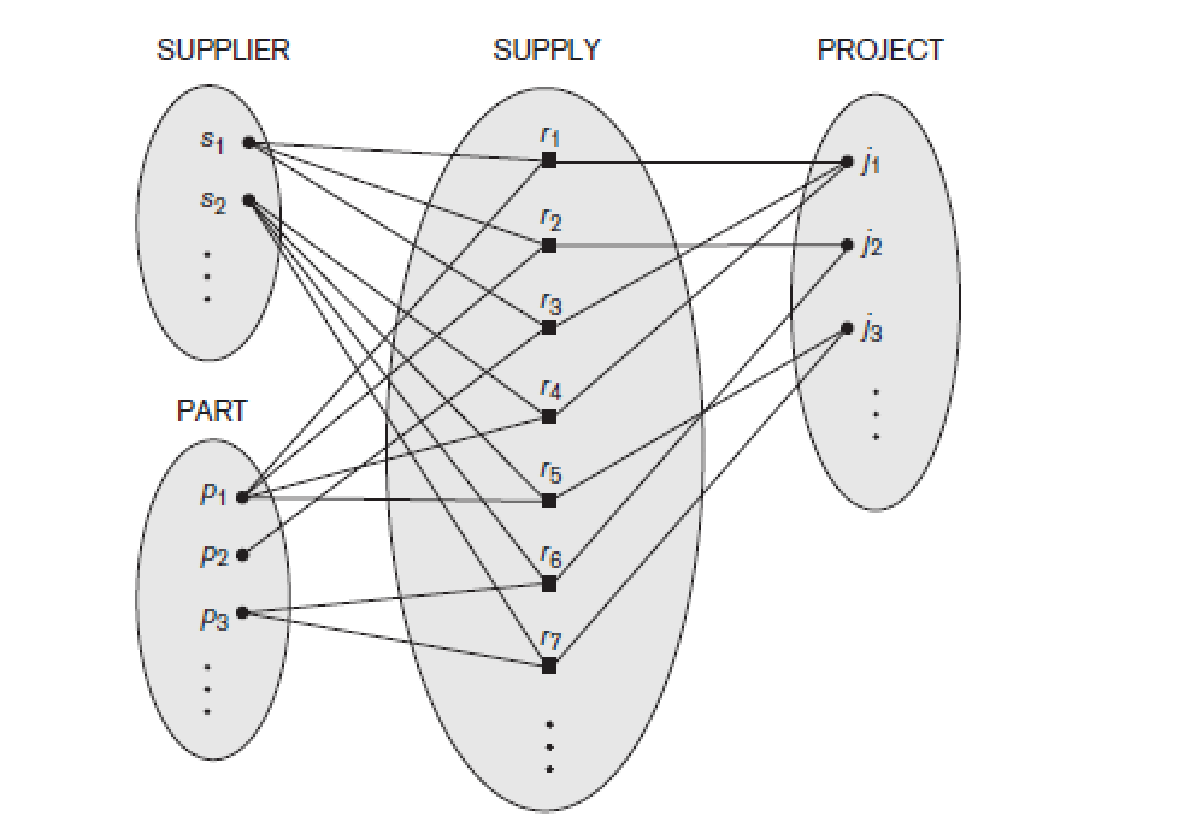 SUPPLIER
s1
s2
PART
p1
p2
p3
SUPPLY
r1
r2
r3
r4
r5
r6
r7
PROJECT
j1
j2
j3